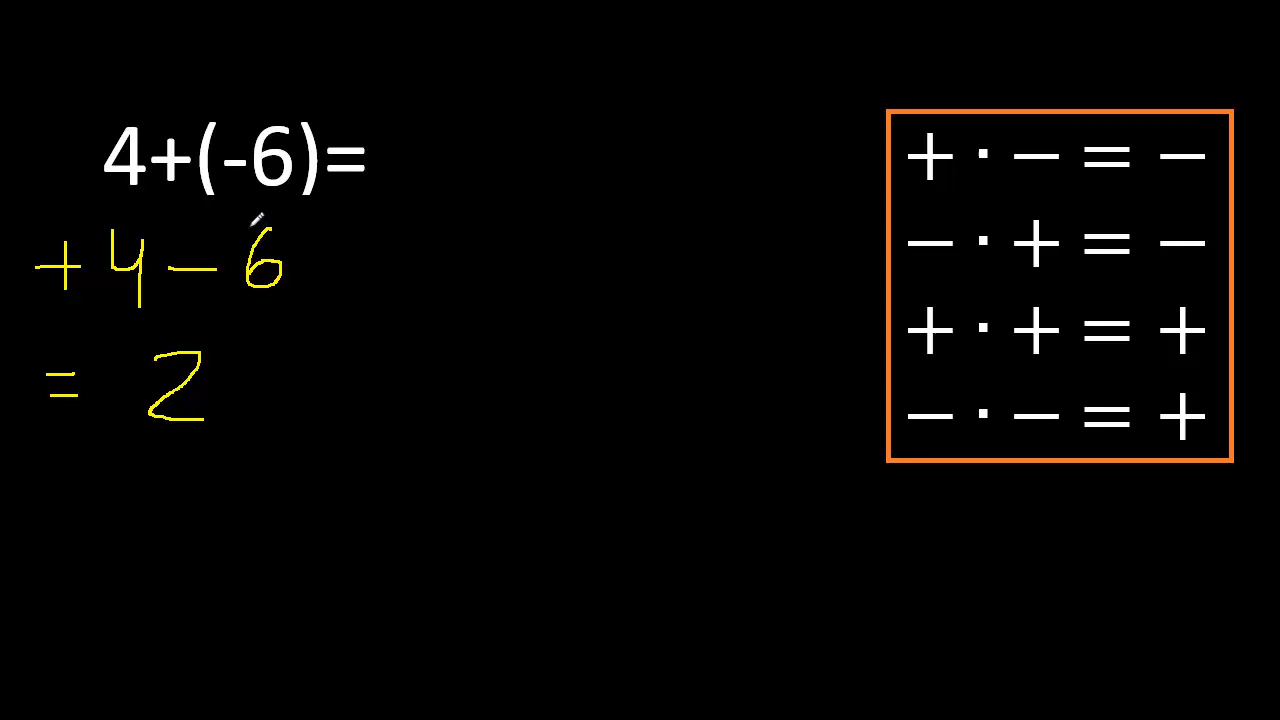 4+(-6)=
+ 4 - 6
= 2
+ · − = −
− · + = −
+ · + = +
− · − = +